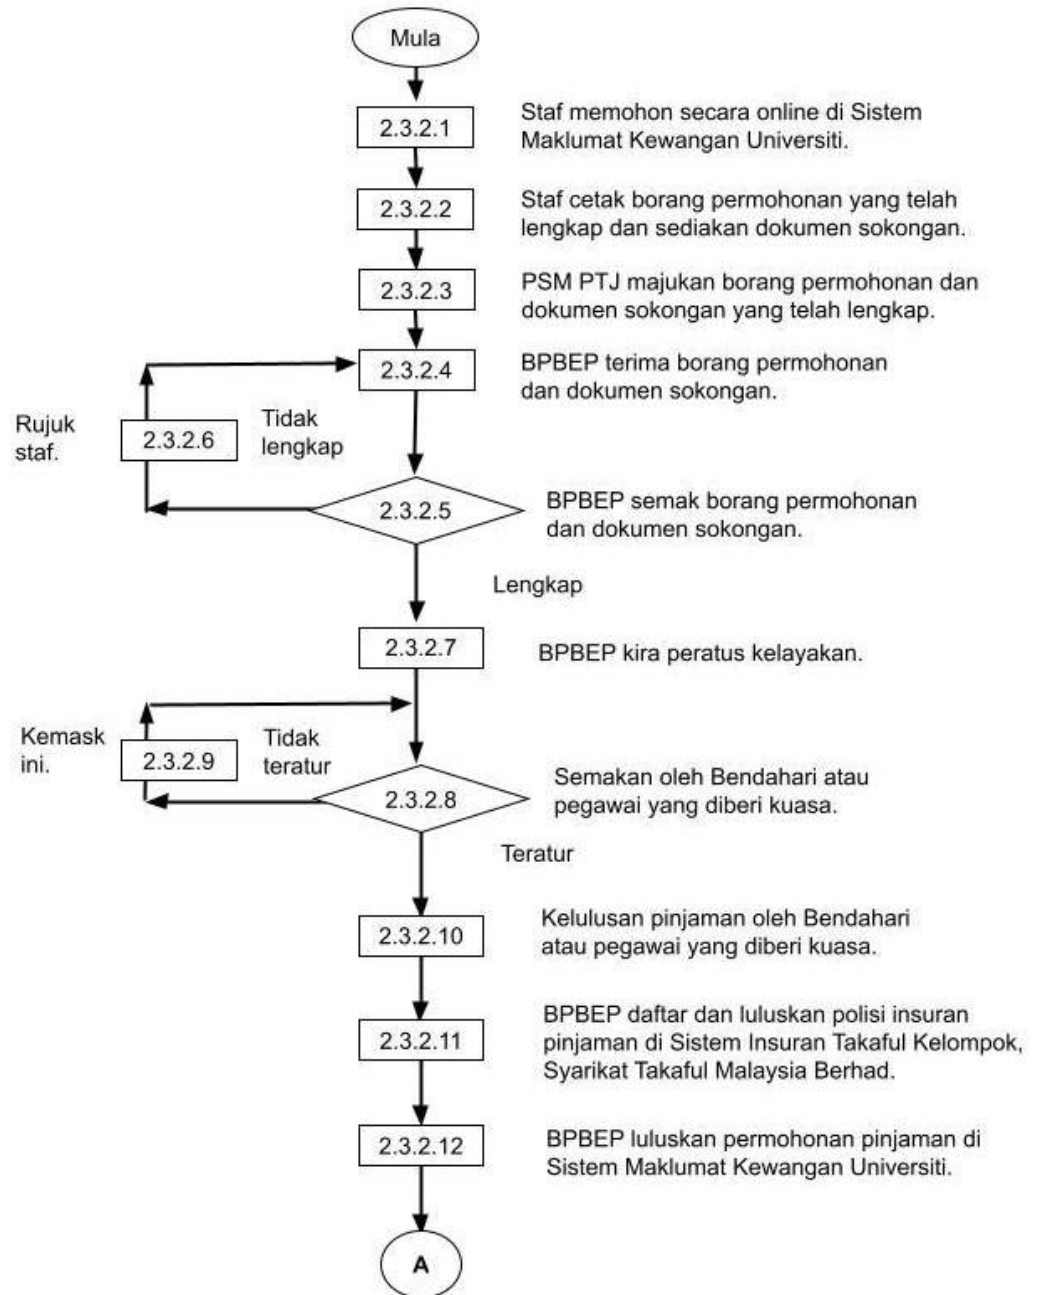 Mula
2.3.2.1
Staf memohon secara online di Sistem
Maklumat Kewangan Universiti.
2.3.2.2
Staf cetak borang permohonan yang telah
lengkap dan sediakan dokumen sokongan.
2.3.2.3
PSM PTJ majukan borang permohonan dan
dokumen sokongan yang telah lengkap.
2.3.2.4
BPBEP terima borang permohonan
dan dokumen sokongan.
Rujuk
staf.
2.3.2.6
Tidak
lengkap
2.3.2.5
BPBEP semak borang permohonan
dan dokumen sokongan.
Lengkap
2.3.2.7
BPBEP kira peratus kelayakan.
Kemask
ini.
2.3.2.9
Tidak
teratur
2.3.2.8
Semakan oleh Bendahari atau
pegawai yang diberi kuasa.
Teratur
2.3.2.10
Kelulusan pinjaman oleh Bendahari
atau pegawai yang diberi kuasa.
2.3.2.11
BPBEP daftar dan luluskan polisi insuran
pinjaman di Sistem Insuran Takaful Kelompok,
Syarikat Takaful Malaysia Berhad.
2.3.2.12
BPBEP luluskan permohonan pinjaman di
Sistem Maklumat Kewangan Universiti.
A